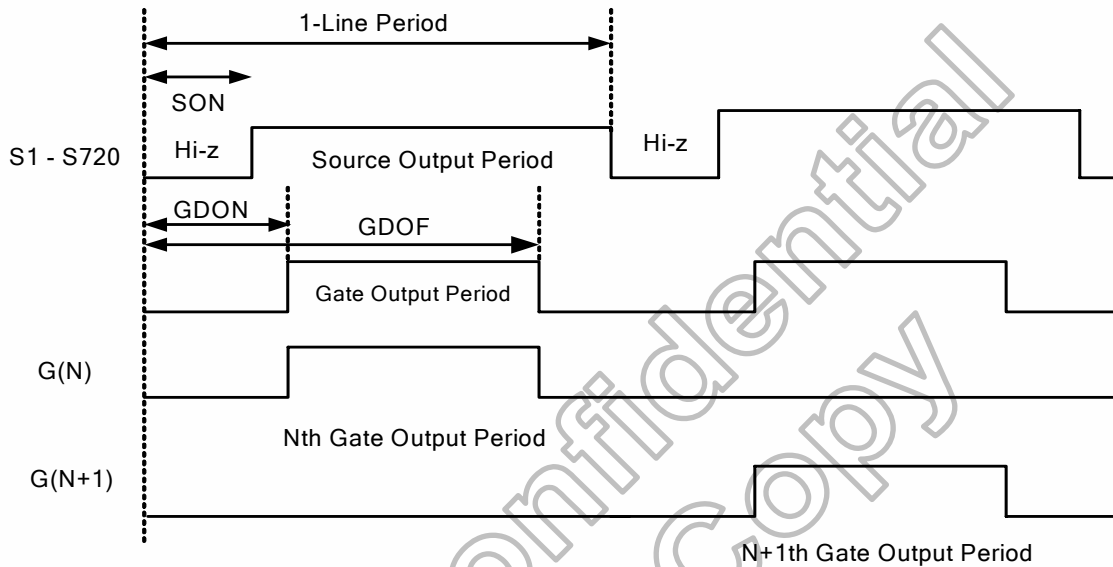 1-Line Period
SON
S1 - S720
Hi-z
Source Output Period
Hi-z
GDON
GDOF
Gate Output Period
G(N)
Nth Gate Output Period
G(N+1)
N+1th Gate Output Period
onfidential
Copy